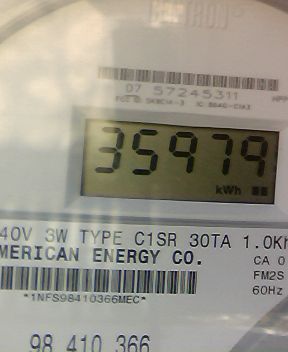 D7 57245311
35979
kWh
40V 3W TYPE C1SR 30TA 1.0Kh
MERICAN ENERGY CO.
CA 0
FM2S
*1NFS98410366MEC*
60Hz
98 410 366